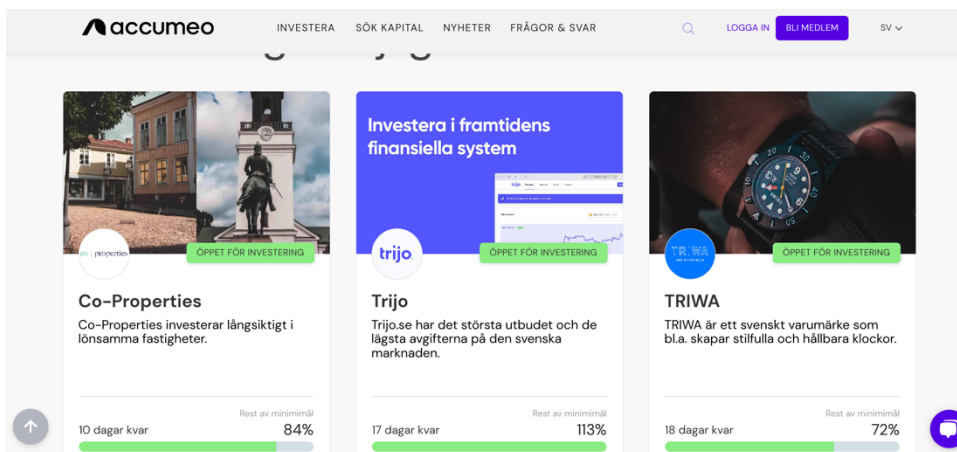 accumeo
INVESTERA SÖK KAPITAL NYHETER FRÅGOR & SVAR
LOGGA IN BLI MEDLEM SV
co | properties
ÖPPET FÖR INVESTERING
Co-Properties
Co-Properties investerar långsiktigt i
lönsamma fastigheter.
Rest av minimimål
10 dagar kvar 84%
Investera i framtidens
finansiella system
trijo
trijo.
ÖPPET FÖR INVESTERING
Trijo
Trijo.se har det största utbudet och de
lägsta avgifterna på den svenska
marknaden.
Rest av minimimål
17 dagar kvar 113%
TRIWA
ÖPPET FÖR INVESTERING
TRIWA
TRIWA är ett svenskt varumärke som
bl.a. skapar stilfulla och hållbara klockor.
Rest av minimimål
18 dagar kvar 72%